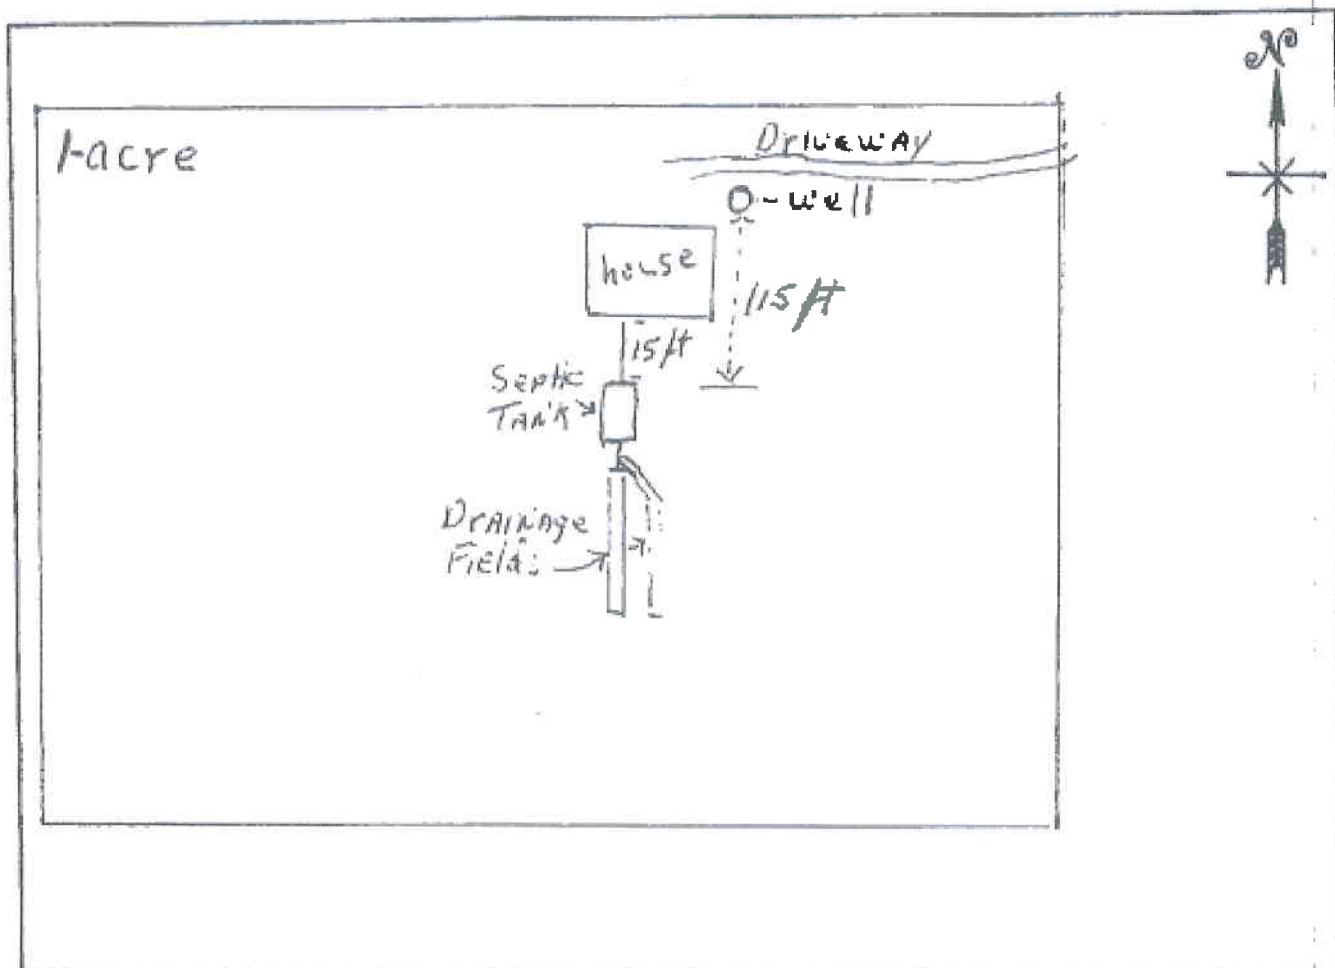 N
1-acre
Driveway
O-well
house
115 ft
15 ft
Septic
TANK
Drainage
Field: